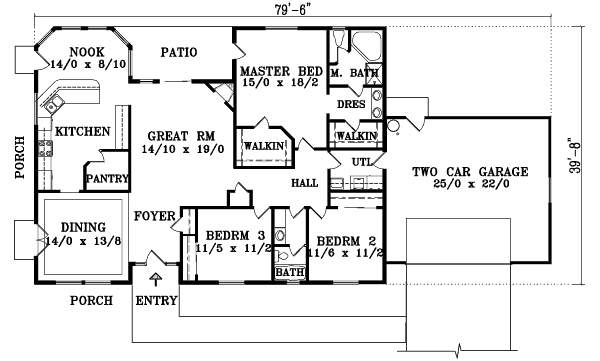 79'-6"
NOOK
14/0 x 8/10
PATIO
MASTER BED
15/0 x 18/2
M. BATH
DRES
KITCHEN
GREAT RM
14/10 x 19/0
WALKIN
WALKIN
PORCH
PANTRY
UTL
TWO CAR GARAGE
25/0 x 22/0
39'-8"
HALL
DINING
14/0 x 13/8
FOYER
BEDRM 3
11/5 x 11/2
BEDRM 2
11/6 x 11/2
BATH
PORCH
ENTRY